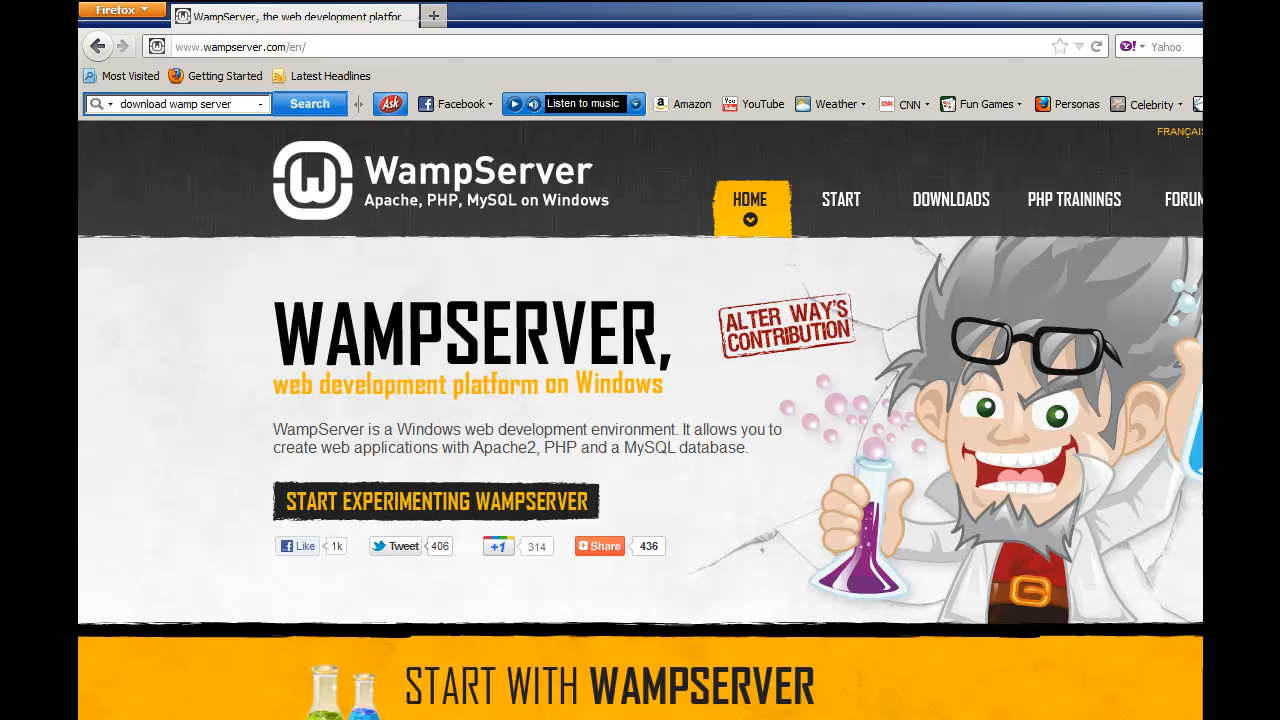 Firefox
WampServer, the web development platfor
www.wampserver.com/en/
Yahoo
Most Visited Getting Started Latest Headlines
download wamp server Search Ask Facebook Listen to music Amazon YouTube Weather CNN Fun Games Personas Celebrity
FRANÇAI
WampServer
Apache, PHP, MySQL on Windows
HOME START DOWNLOADS PHP TRAININGS FORUM
WAMPSERVER,
web development platform on Windows
ALTER WAY'S
CONTRIBUTION
WampServer is a Windows web development environment. It allows you to
create web applications with Apache2, PHP and a MySQL database.
START EXPERIMENTING WAMPSERVER
Like 1k Tweet 406 +1 314 Share 436
START WITH WAMPSERVER